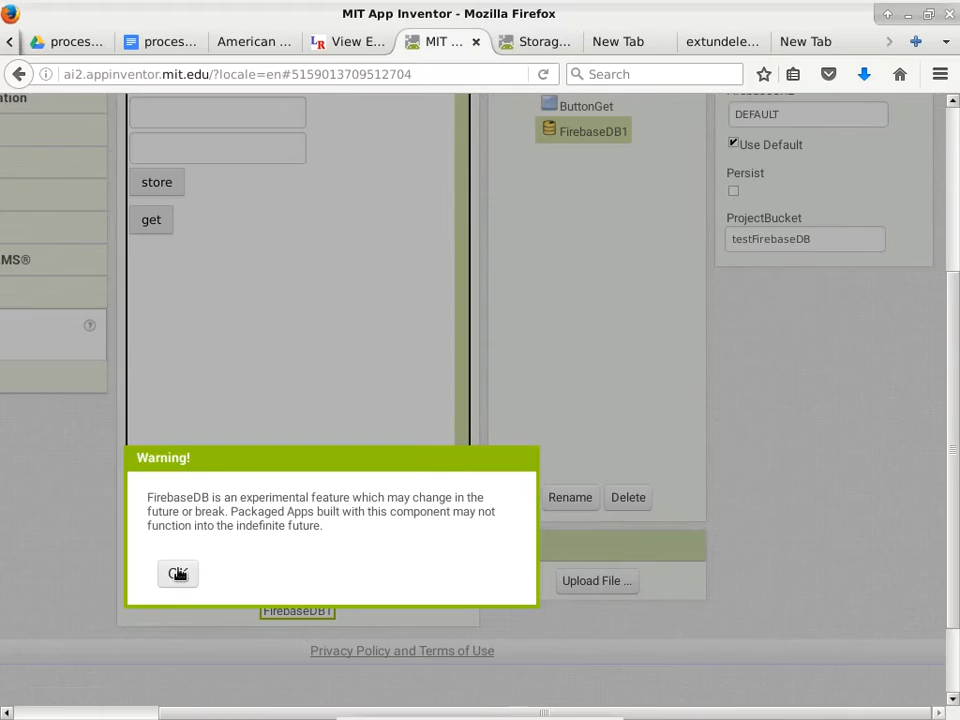 MIT App Inventor - Mozilla Firefox
proces... proces... American ... View E... MIT ... Storag... New Tab extundele... New Tab
ai2.appinventor.mit.edu/?locale=en#5159013709512704 Search
store
get
MS®
ButtonGet
FirebaseDB1
DEFAULT
Use Default
Persist
ProjectBucket
testFirebaseDB
Warning!
FirebaseDB is an experimental feature which may change in the
future or break. Packaged Apps built with this component may not
function into the indefinite future.
OK
Rename Delete
Upload File ...
FirebaseDB1
Privacy Policy and Terms of Use